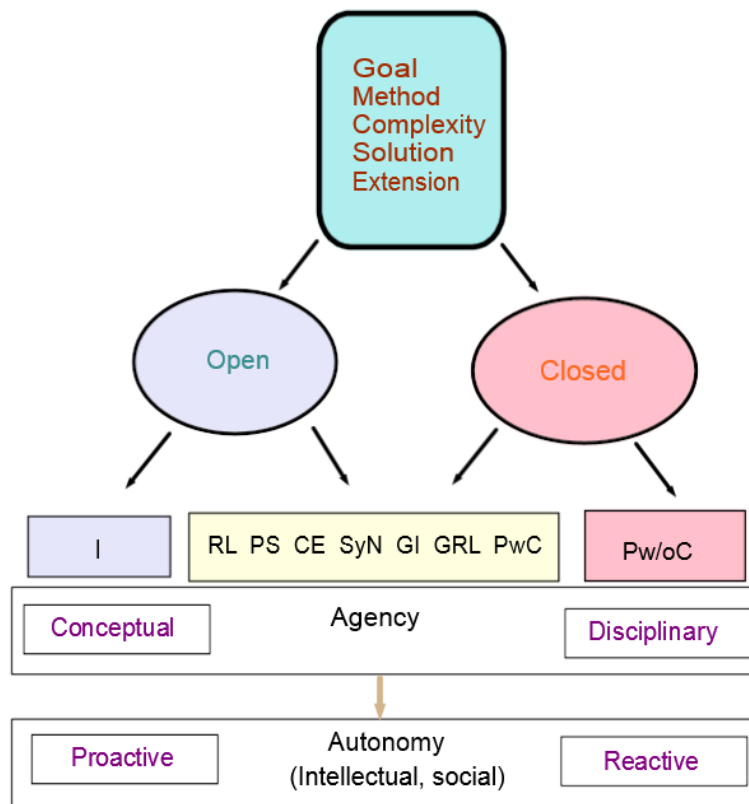 Goal
Method
Complexity
Solution
Extension
Open
Closed
I
RL PS CE SyN GI GRL PwC
Pw/oC
Conceptual
Agency
Disciplinary
Proactive
Autonomy
(Intellectual, social)
Reactive